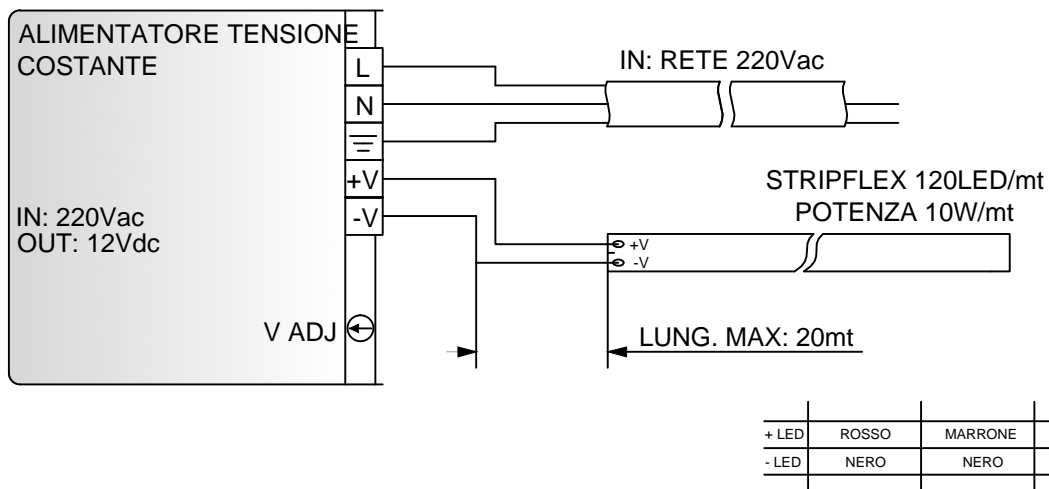 ALIMENTATORE TENSIONE
COSTANTE
L
N
+V
-V
IN: 220Vac
OUT: 12Vdc
V ADJ
IN: RETE 220Vac
STRIPFLEX 120LED/mt
POTENZA 10W/mt
+V
-V
LUNG. MAX: 20mt
+ LED ROSSO MARRONE
- LED NERO NERO